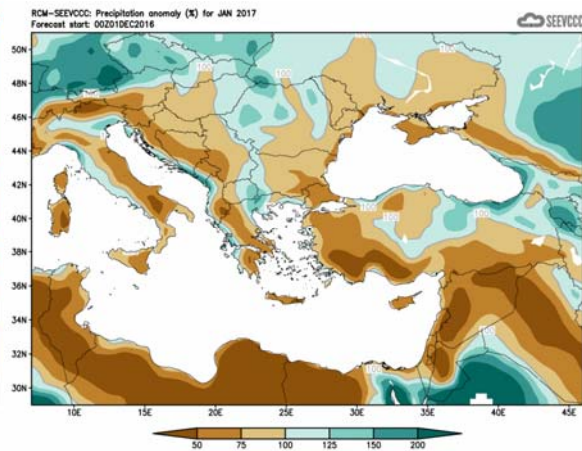 RCM-SEEVCCC: Precipitation anomaly (%) for JAN 2017
Forecast start: 00Z01DEC2016
SEEVCCC
51N
48N
46N
44N
42N
40N
38N
36N
34N
32N
30N
10E
15E
20E
25E
30E
35E
40E
45E
100
100
100
100
100
100
100
100
50
75
100
125
150
200